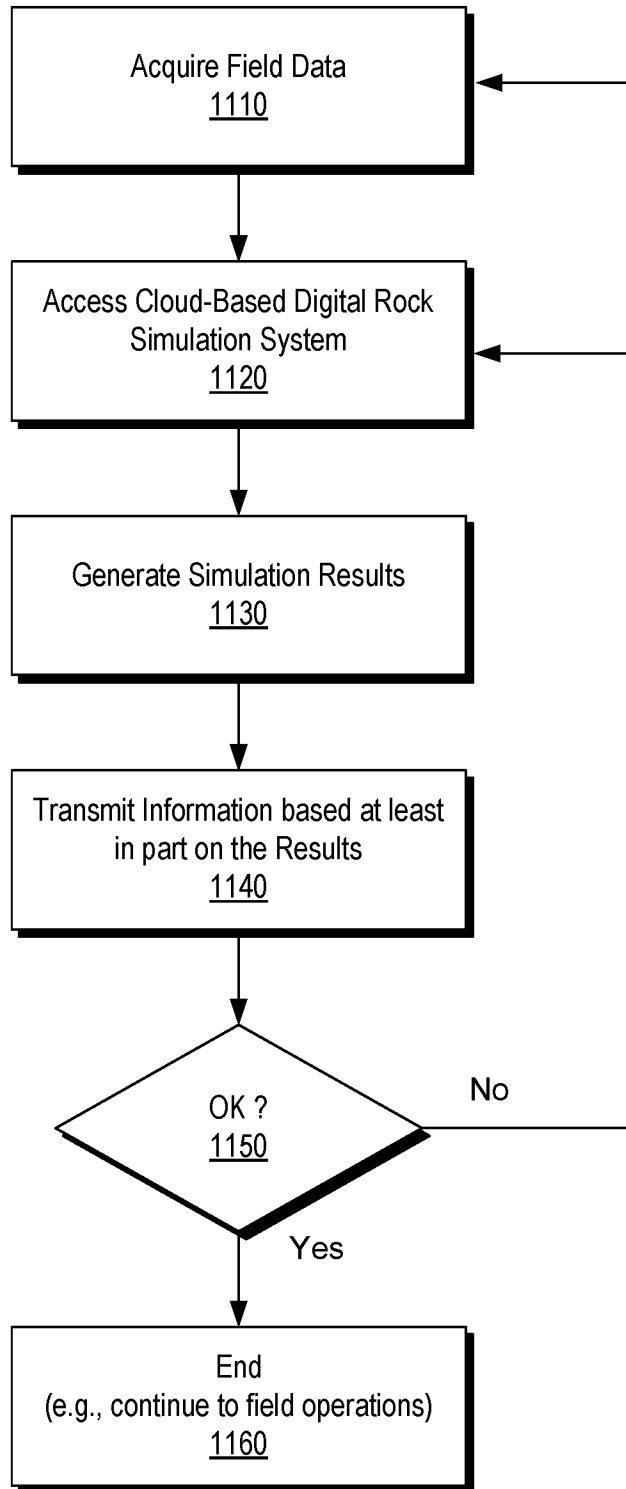 Acquire Field Data
1110
Access Cloud-Based Digital Rock
Simulation System
1120
Generate Simulation Results
1130
Transmit Information based at least
in part on the Results
1140
OK ?
1150
No
Yes
End
(e.g., continue to field operations)
1160